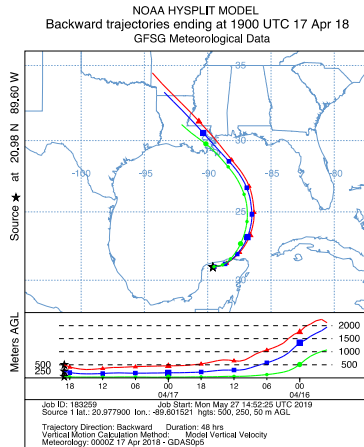 NOAA HYSPLIT MODEL
Backward trajectories ending at 1900 UTC 17 Apr 18
GFSG Meteorological Data
Source ★ at 20.98 N 89.60 W
-100 -95 -90 -85 -80
35
30
25
20
Meters AGL
500
250
2000
1500
1000
500
18 12 06 00 18 12 06 00
04/17 04/16
Job ID: 183259 Job Start: Mon May 27 14:52:25 UTC 2019
Source 1 lat.: 20.977900 lon.: -89.601521 hgts: 500, 250, 50 m AGL
Trajectory Direction: Backward Duration: 48 hrs
Vertical Motion Calculation Method: Model Vertical Velocity
Meteorology: 0000Z 17 Apr 2018 - GDAS0p5